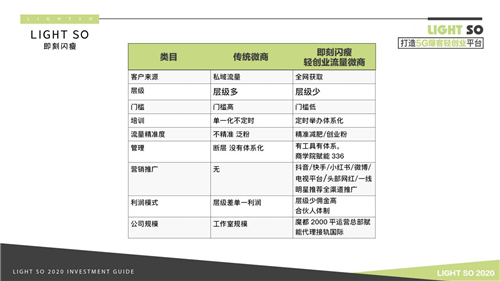 LIGHT SO
LIGHT SO
即刻闪瘦
LIGHT SO
打造5G爆客轻创业平台
类目 传统微商 即刻闪瘦
轻创业流量微商
客户来源 私域流量 全网获取
层级 层级多 层级少
门槛 门槛高 门槛低
培训 单一化不定时 定时举办体系化
流量精准度 不精准 泛粉 精准减肥/创业粉
管理 断层 没有体系化 有工具有体系,
商学院赋能 336
营销推广 无 抖音/快手/小红书/微博/
电视平台/头部网红/一线
明星推荐全渠道推广
利润模式 层级差单一利润 层级少佣金高
合伙人体制
公司规模 工作室规模 魔都 2000 平运营总部赋
能代理接轨国际
LIGHT SO 2020 INVESTMENT GUIDE
LIGHT SO 2020